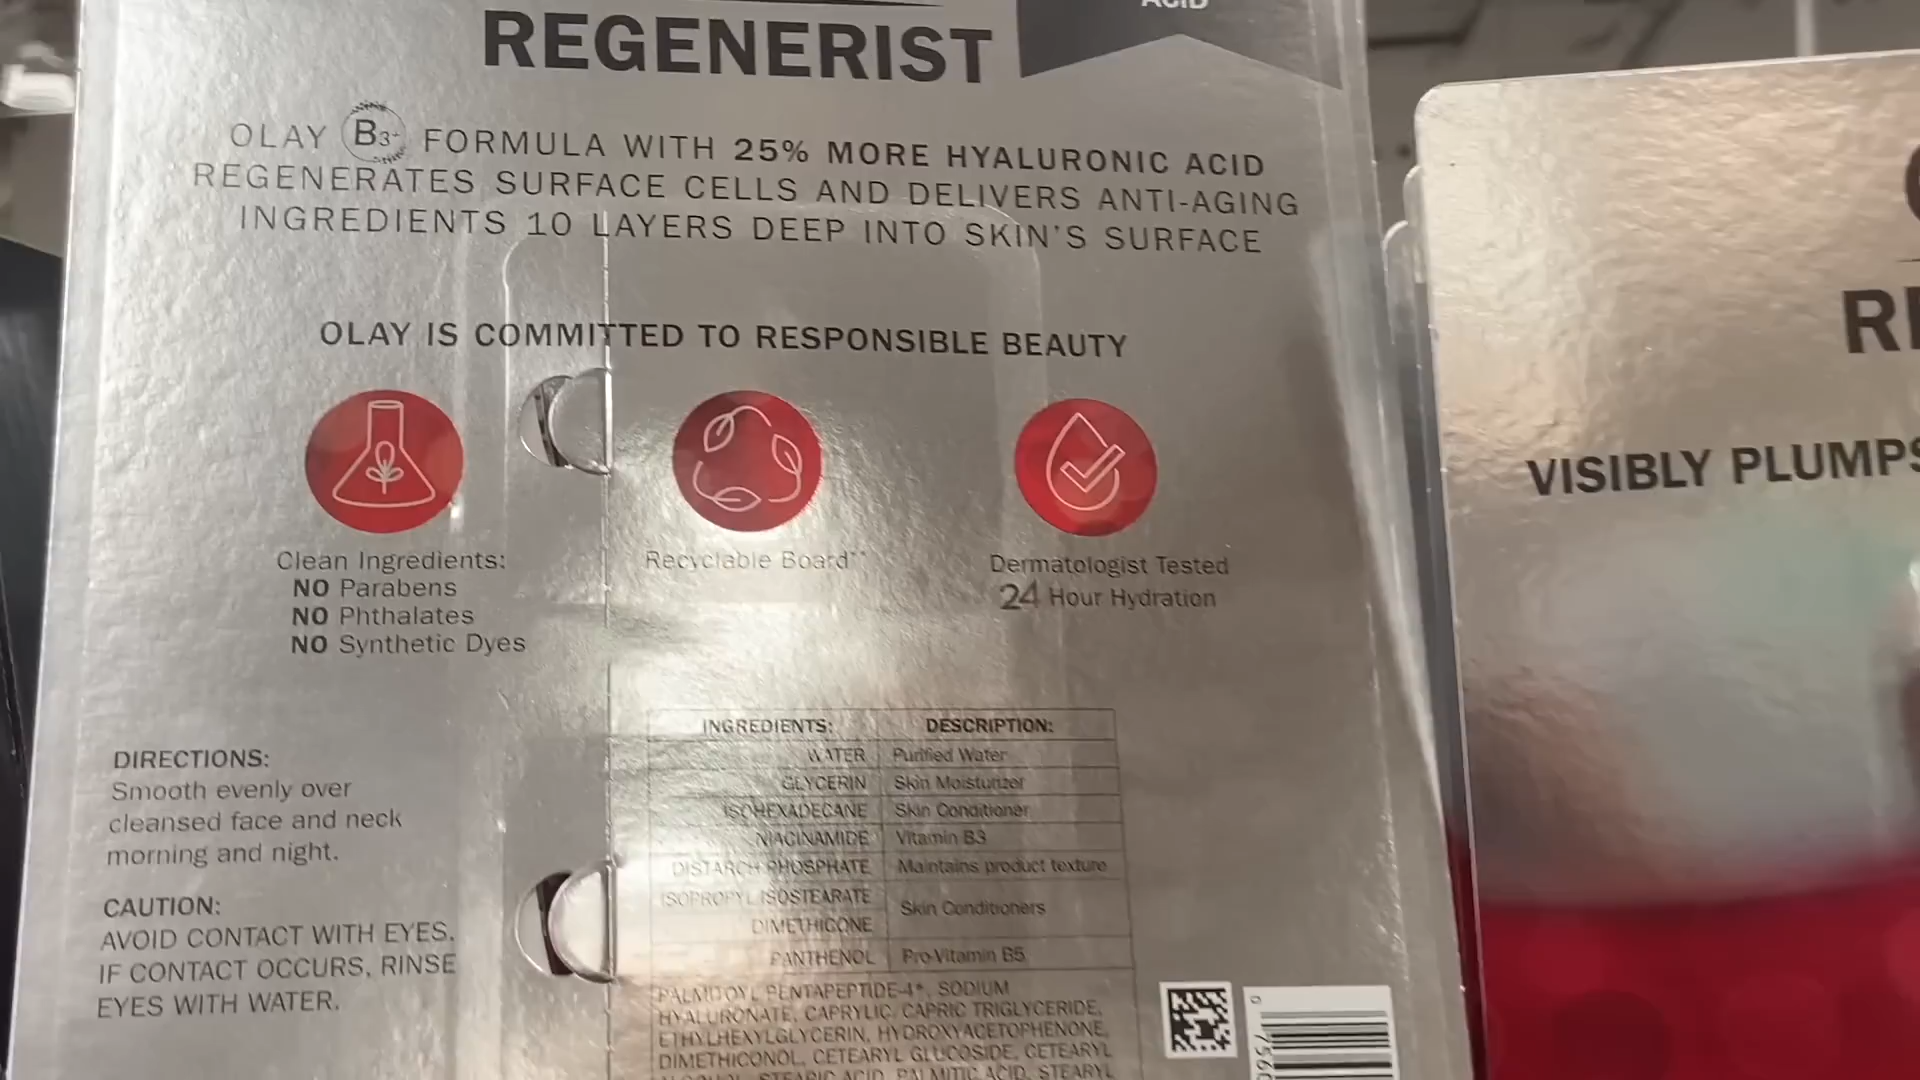 ACID
REGENERIST
OLAY B3+ FORMULA WITH 25% MORE HYALURONIC ACID
REGENERATES SURFACE CELLS AND DELIVERS ANTI-AGING
INGREDIENTS 10 LAYERS DEEP INTO SKIN'S SURFACE
OLAY IS COMMITTED TO RESPONSIBLE BEAUTY
Clean Ingredients:
NO Parabens
NO Phthalates
NO Synthetic Dyes
Recyclable Board**
Dermatologist Tested
24 Hour Hydration
DIRECTIONS:
Smooth evenly over
cleansed face and neck
morning and night.
CAUTION:
AVOID CONTACT WITH EYES.
IF CONTACT OCCURS, RINSE
EYES WITH WATER.
INGREDIENTS: DESCRIPTION:
WATER Purified Water
GLYCERIN Skin Moisturizer
ISOHEXADECANE Skin Conditioner
NIACINAMIDE Vitamin B3
DISTARCH PHOSPHATE Maintains product texture
ISOPROPYL ISOSTEARATE
Skin Conditioners
DIMETHICONE
PANTHENOL Pro-Vitamin B5
PALMITOYL PENTAPEPTIDE-4*, SODIUM
HYALURONATE, CAPRYLIC/CAPRIC TRIGLYCERIDE,
ETHYLHEXYLGLYCERIN, HYDROXYACETOPHENONE,
DIMETHICONOL, CETEARYL GLUCOSIDE, CETEARYL
ALCOHOL, STEARIC ACID, PALMITIC ACID, STEARYL
VISIBLY PLUMPS